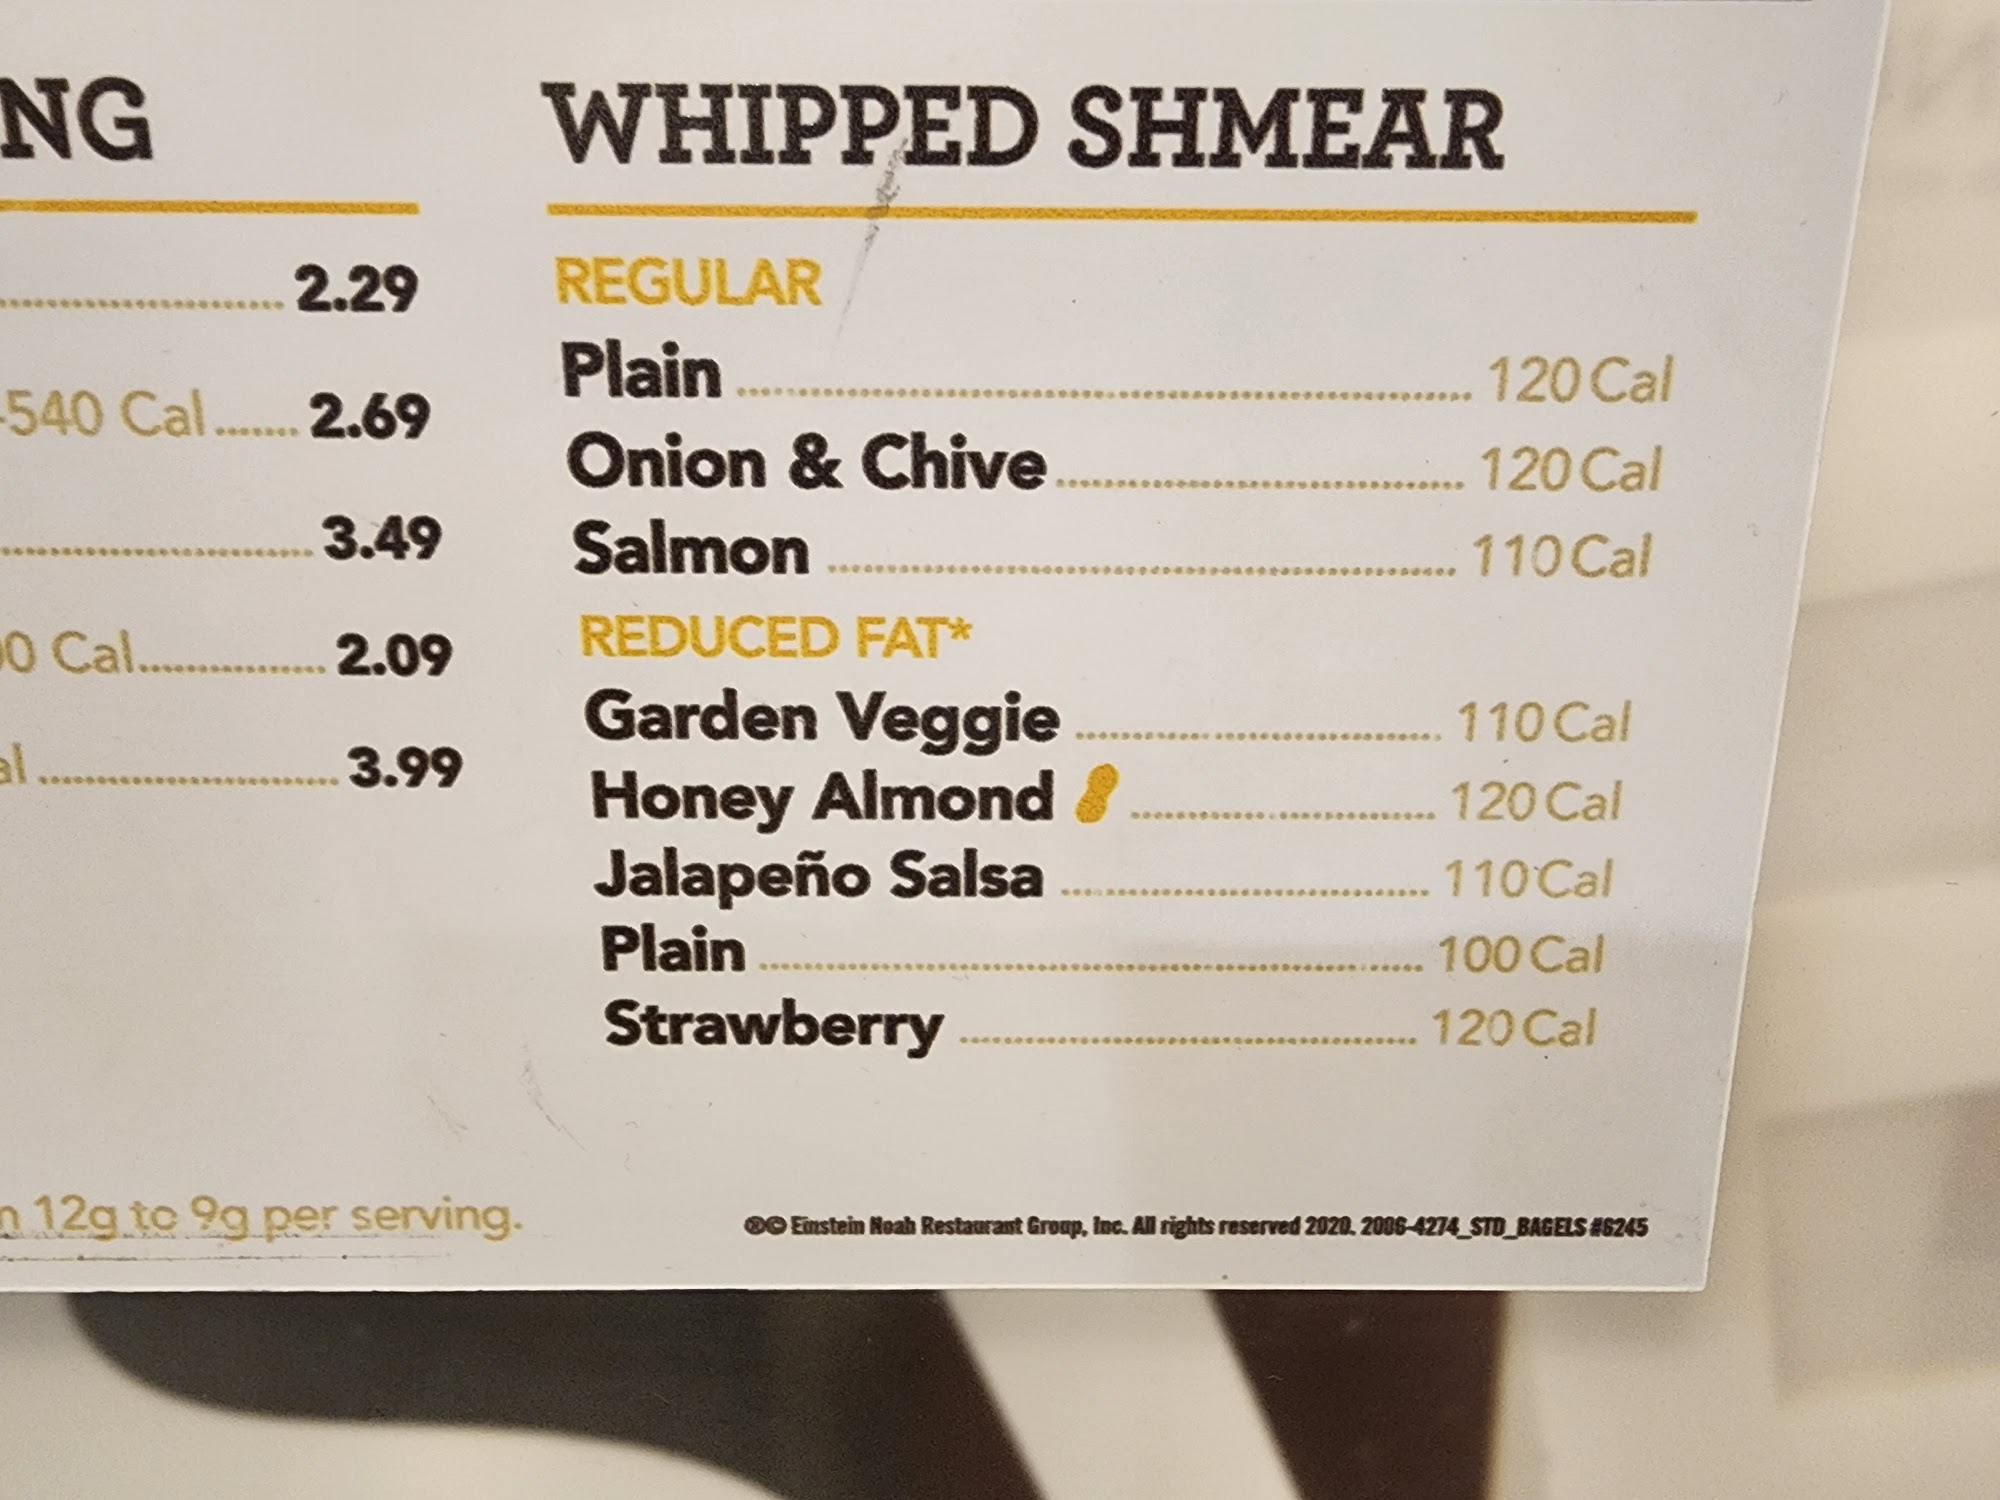 NG
2.29
-540 Cal....... 2.69
3.49
0 Cal................ 2.09
al ........................ 3.99
n 12g to 9g per serving.
WHIPPED SHMEAR
REGULAR
Plain ........................ 120 Cal
Onion & Chive ........................ 120 Cal
Salmon ........................ 110 Cal
REDUCED FAT*
Garden Veggie ........................ 110 Cal
Honey Almond ........................ 120 Cal
Jalapeño Salsa ........................ 110 Cal
Plain ........................ 100 Cal
Strawberry ........................ 120 Cal
®© Einstein Noah Restaurant Group, Inc. All rights reserved 2020. 2006-4274_STD_BAGELS #6245